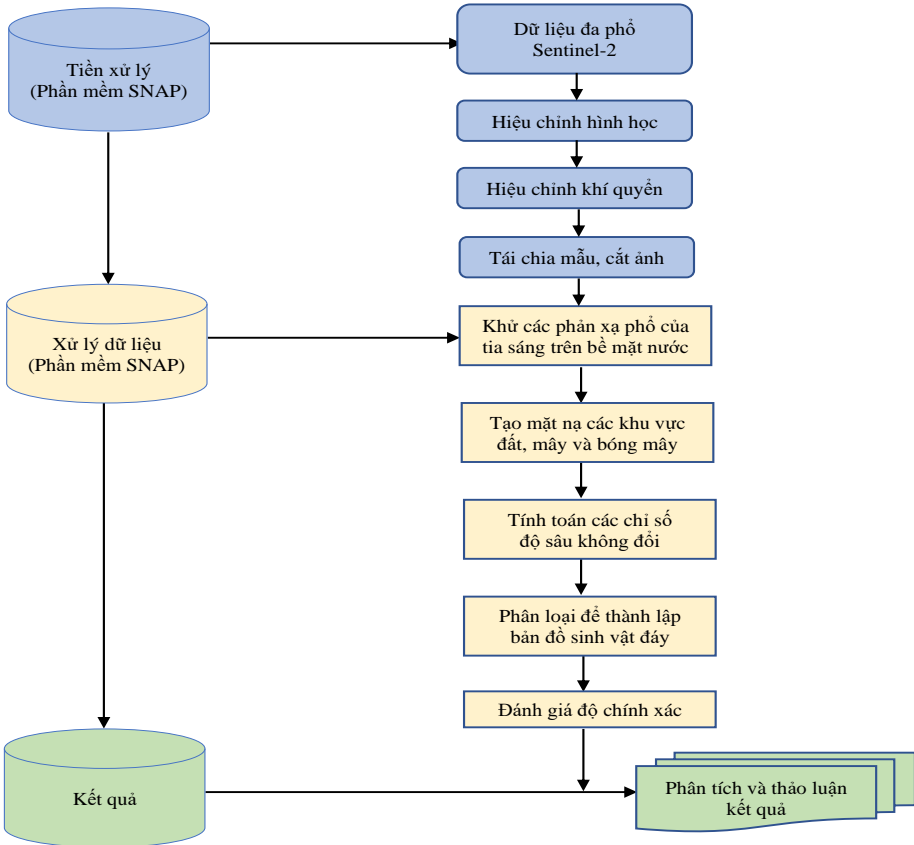 Tiền xử lý
(Phần mềm SNAP)
Dữ liệu đa phổ
Sentinel-2
Hiệu chỉnh hình học
Hiệu chỉnh khí quyển
Tái chia mẫu, cắt ảnh
Xử lý dữ liệu
(Phần mềm SNAP)
Khử các phản xạ phổ của
tia sáng trên bề mặt nước
Tạo mặt nạ các khu vực
đất, mây và bóng mây
Tính toán các chỉ số
độ sâu không đổi
Phân loại để thành lập
bản đồ sinh vật đáy
Đánh giá độ chính xác
Kết quả
Phân tích và thảo luận
kết quả